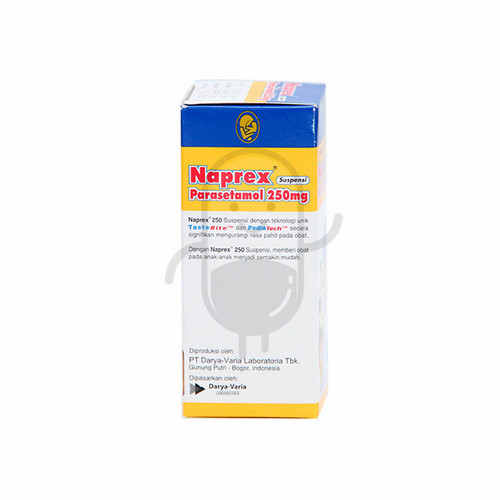 Naprex®
Suspensi
Parasetamol 250mg
Naprex® 250 Suspensi dengan teknologi unik
TasteRite™ dan PediaTech™ secara
signifikan mengurangi rasa pahit pada obat.
Dengan Naprex® 250 Suspensi, memberi obat
pada anak-anak menjadi semakin mudah.
Diproduksi oleh:
PT Darya-Varia Laboratoria Tbk.
Gunung Putri - Bogor, Indonesia
Dipasarkan oleh:
Darya-Varia